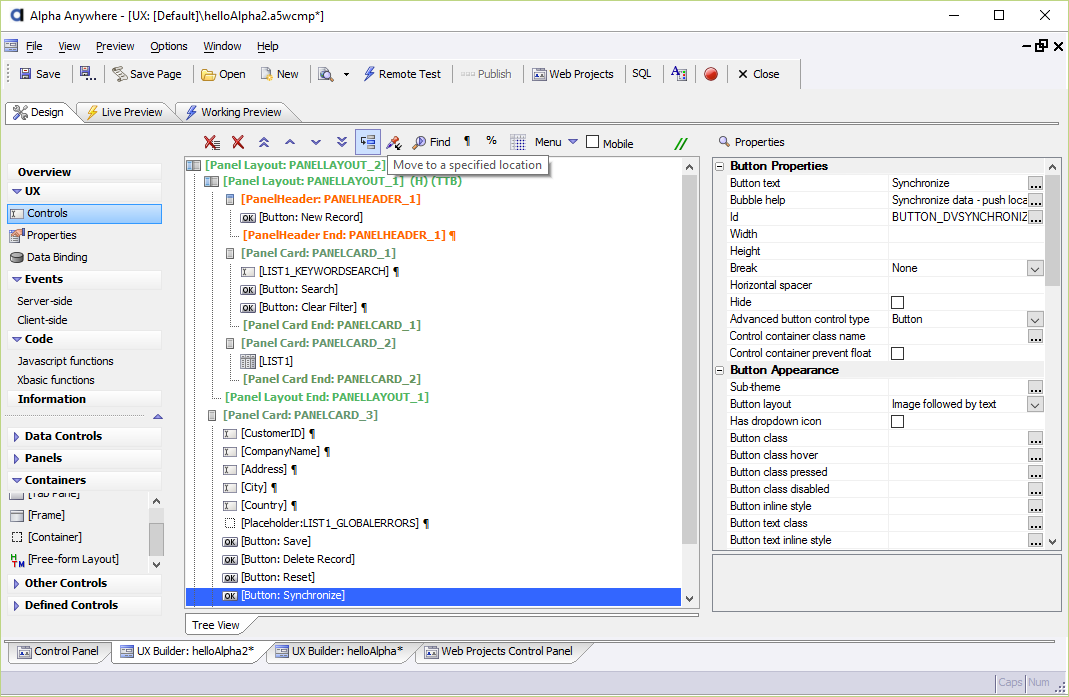 Alpha Anywhere - [UX: [Default]\helloAlpha2.a5wcmp*]
File View Preview Options Window Help
Save Save Page Open New Remote Test Publish Web Projects SQL Close
Design Live Preview Working Preview
Find ¶ % Menu Mobile
Move to a specified location
Overview
UX
Controls
Properties
Data Binding
Events
Server-side
Client-side
Code
Javascript functions
Xbasic functions
Information
Data Controls
Panels
Containers
[Tab Pane]
[Frame]
[Container]
[Free-form Layout]
Other Controls
Defined Controls
[Panel Layout: PANELLAYOUT_2]
[Panel Layout: PANELLAYOUT_1] (H) (TTB)
[PanelHeader: PANELHEADER_1]
OK [Button: New Record]
[PanelHeader End: PANELHEADER_1] ¶
[Panel Card: PANELCARD_1]
[LIST1_KEYWORDSEARCH] ¶
OK [Button: Search]
OK [Button: Clear Filter] ¶
[Panel Card End: PANELCARD_1]
[Panel Card: PANELCARD_2]
[LIST1]
[Panel Card End: PANELCARD_2]
[Panel Layout End: PANELLAYOUT_1]
[Panel Card: PANELCARD_3]
[CustomerID] ¶
[CompanyName] ¶
[Address] ¶
[City] ¶
[Country] ¶
[Placeholder:LIST1_GLOBALERRORS] ¶
OK [Button: Save]
OK [Button: Delete Record]
OK [Button: Reset]
OK [Button: Synchronize]
Tree View
Properties
Button Properties
Button text Synchronize ...
Bubble help Synchronize data - push loca ...
Id BUTTON_DVSYNCHRONIZ ...
Width
Height
Break None
Horizontal spacer
Hide
Advanced button control type Button
Control container class name ...
Control container prevent float
Button Appearance
Sub-theme ...
Button layout Image followed by text
Has dropdown icon
Button class ...
Button class hover ...
Button class pressed ...
Button class disabled ...
Button inline style ...
Button text class ...
Button text inline style ...
Control Panel UX Builder: helloAlpha2* UX Builder: helloAlpha* Web Projects Control Panel
Caps Num